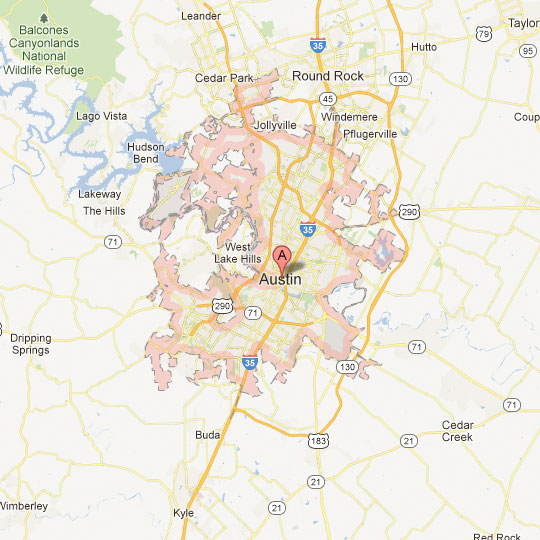 Leander
Balcones
Canyonlands
National
Wildlife Refuge
35
Hutto
79
Taylor
95
Cedar Park
Round Rock
130
45
Lago Vista
Windemere
Jollyville
Pflugerville
Coup
Hudson
Bend
Lakeway
The Hills
290
71
35
West
Lake Hills
A
Austin
290
71
Dripping
Springs
71
35
130
71
Buda
183
21
Cedar
Creek
21
Wimberley
Kyle
21
Red Rock